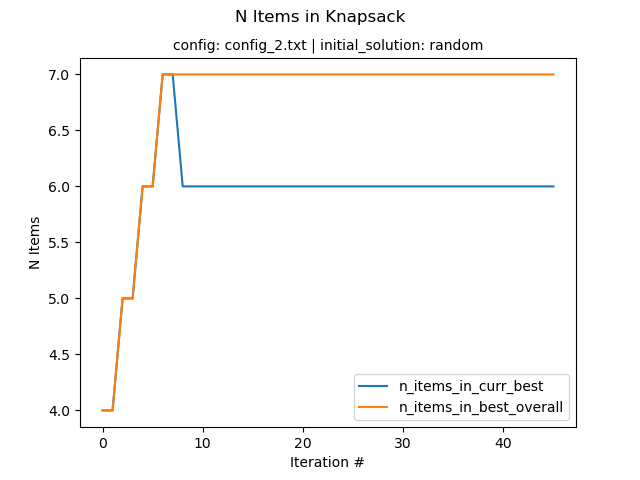 N Items in Knapsack
config: config_2.txt | initial_solution: random
7.0
6.5
6.0
5.5
5.0
4.5
4.0
N Items
n_items_in_curr_best
n_items_in_best_overall
0 10 20 30 40
Iteration #